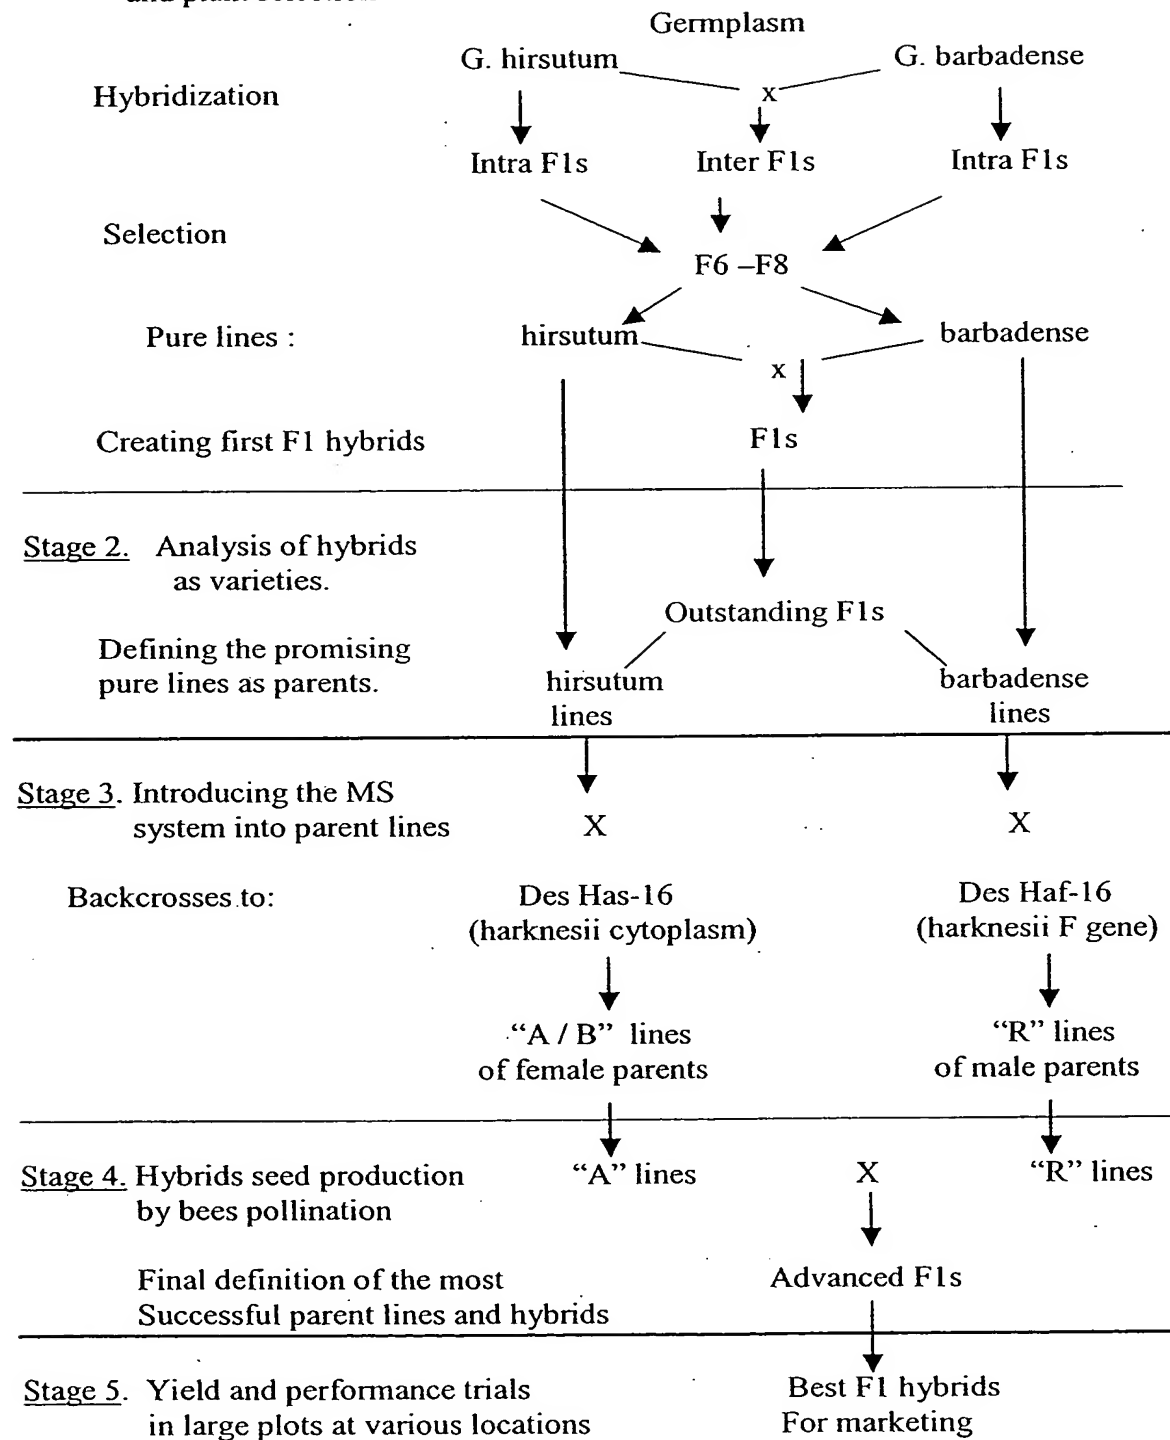 and plant selection
Germplasm
G. hirsutum G. barbadense
Hybridization x
Intra F1s Inter F1s Intra F1s
Selection
F6 –F8
Pure lines : hirsutum barbadense
x
Creating first F1 hybrids F1s
Stage 2. Analysis of hybrids
as varieties.
Outstanding F1s
Defining the promising
pure lines as parents. hirsutum barbadense
lines lines
Stage 3. Introducing the MS
system into parent lines X X
Backcrosses to: Des Has-16 Des Haf-16
(harknesii cytoplasm) (harknesii F gene)
“A / B” lines “R” lines
of female parents of male parents
Stage 4. Hybrids seed production “A” lines X “R” lines
by bees pollination
Final definition of the most Advanced F1s
Successful parent lines and hybrids
Stage 5. Yield and performance trials Best F1 hybrids
in large plots at various locations For marketing